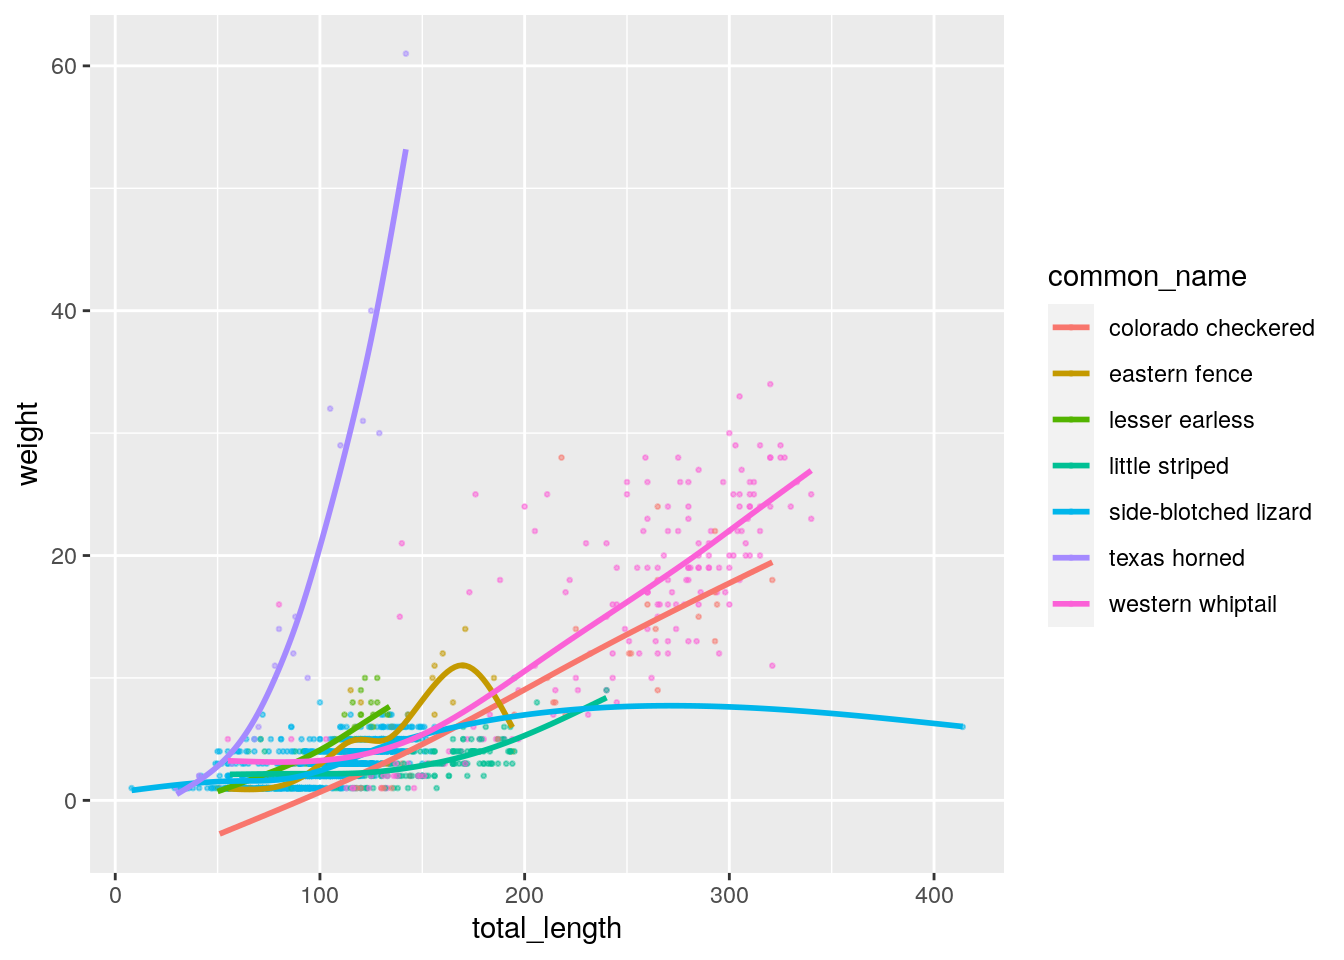 60
40
20
0
weight
0 100 200 300 400
total_length
common_name
colorado checkered
eastern fence
lesser earless
little striped
side-blotched lizard
texas horned
western whiptail